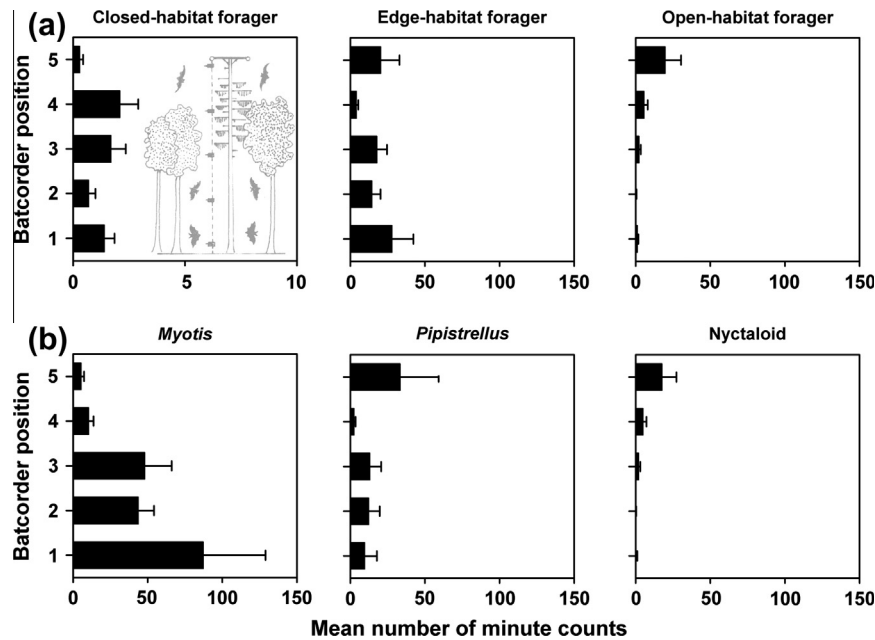 (a)
Closed-habitat forager Edge-habitat forager Open-habitat forager
Batcorder position
5
4
3
2
1
0 5 10
0 50 100 150
0 50 100 150
(b)
Myotis Pipistrellus Nyctaloid
Batcorder position
5
4
3
2
1
0 50 100 150
0 50 100 150
0 50 100 150
Mean number of minute counts